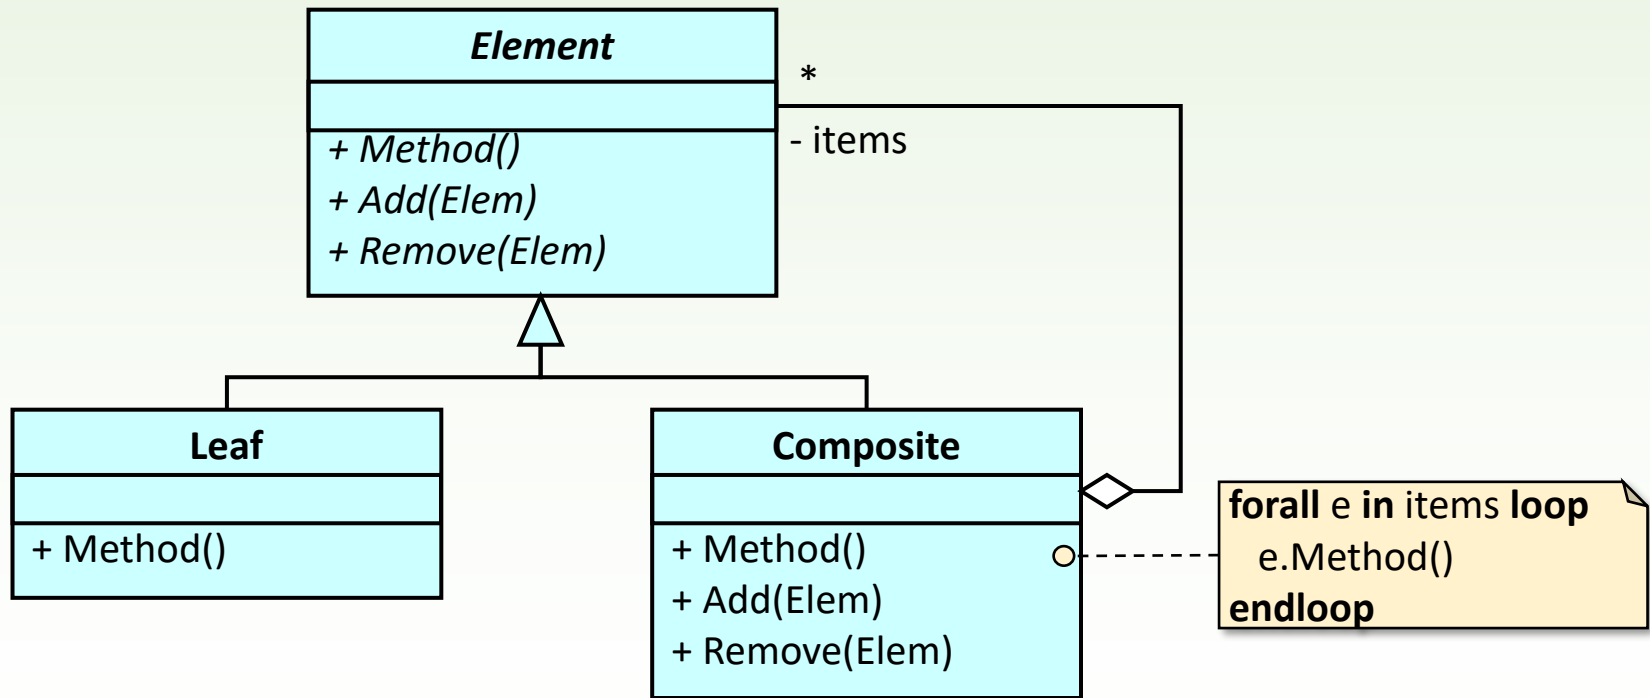 Element
*
- items
+ Method()
+ Add(Elem)
+ Remove(Elem)
Leaf
+ Method()
Composite
+ Method()
+ Add(Elem)
+ Remove(Elem)
forall e in items loop
e.Method()
endloop